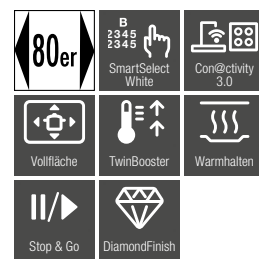 80er
B
2345
2345
SmartSelect
White
Con@ctivity
3.0
Vollfläche
TwinBooster
Warmhalten
Stop & Go
DiamondFinish